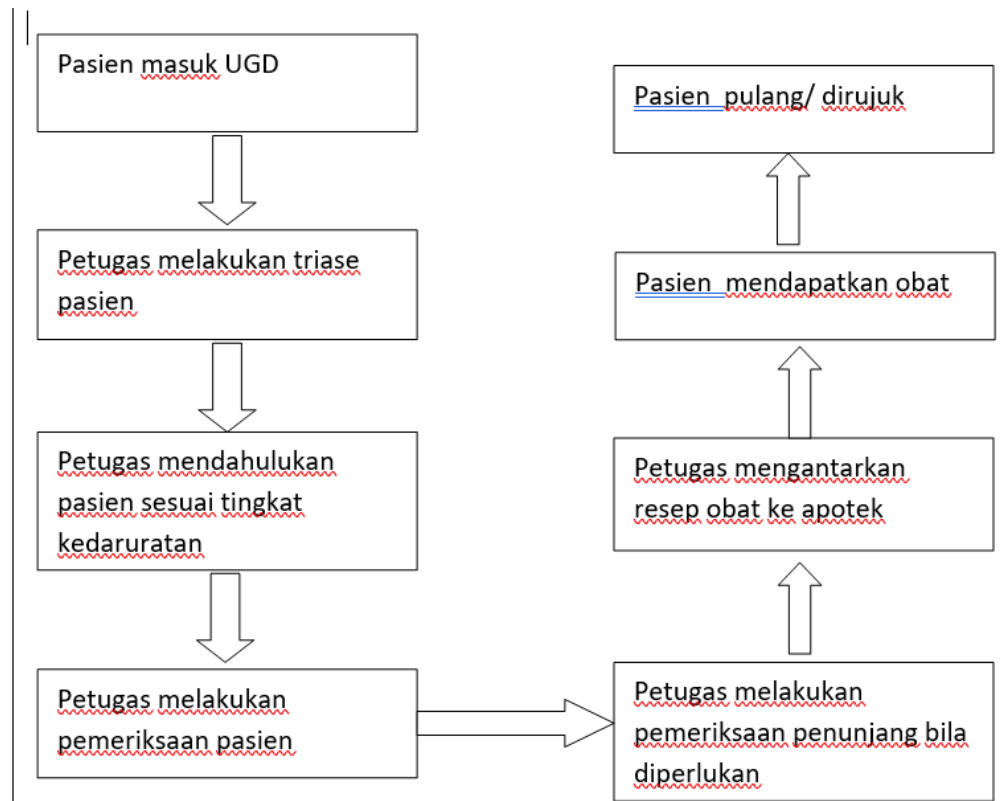 Pasien masuk UGD
Petugas melakukan triase
pasien
Petugas mendahulukan
pasien sesuai tingkat
kedaruratan
Petugas melakukan
pemeriksaan pasien
Petugas melakukan
pemeriksaan penunjang bila
diperlukan
Petugas mengantarkan
resep obat ke apotek
Pasien  mendapatkan obat
Pasien  pulang/ dirujuk